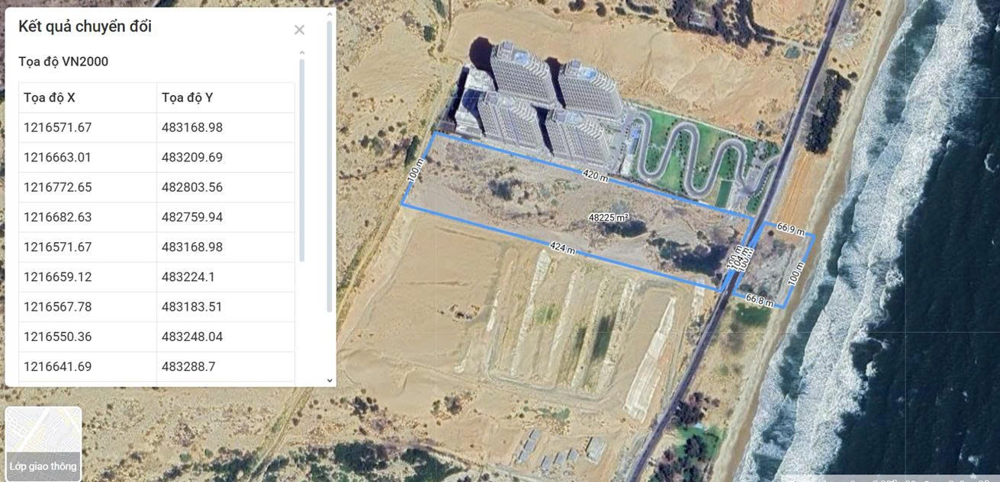 Kết quả chuyển đổi
Tọa độ VN2000
Tọa độ X Tọa độ Y
1216571.67 483168.98
1216663.01 483209.69
1216772.65 482803.56
1216682.63 482759.94
1216571.67 483168.98
1216659.12 483224.1
1216567.78 483183.51
1216550.36 483248.04
1216641.69 483288.7
Lớp giao thông
100 m
420 m
48225 m²
424 m
66.9 m
100 m
104 m
100 m
100 m
66.8 m